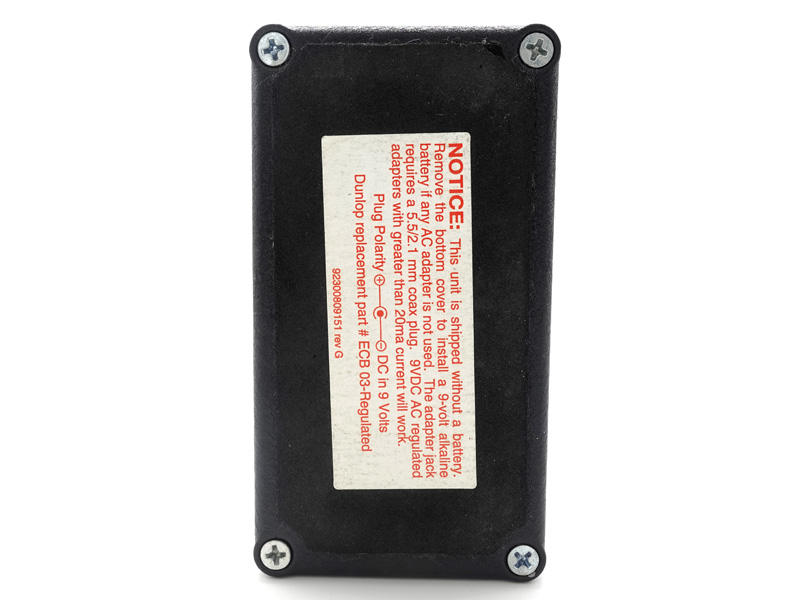 NOTICE: This unit is shipped without a battery.
Remove the bottom cover to install a 9-volt alkaline
battery if any AC adapter is not used. The adapter jack
requires a 5.5/2.1 mm coax plug. 9VDC AC regulated
adapters with greater than 20ma current will work.
Plug Polarity + - DC in 9 Volts
Dunlop replacement part # ECB 03-Regulated
92300809151 rev G